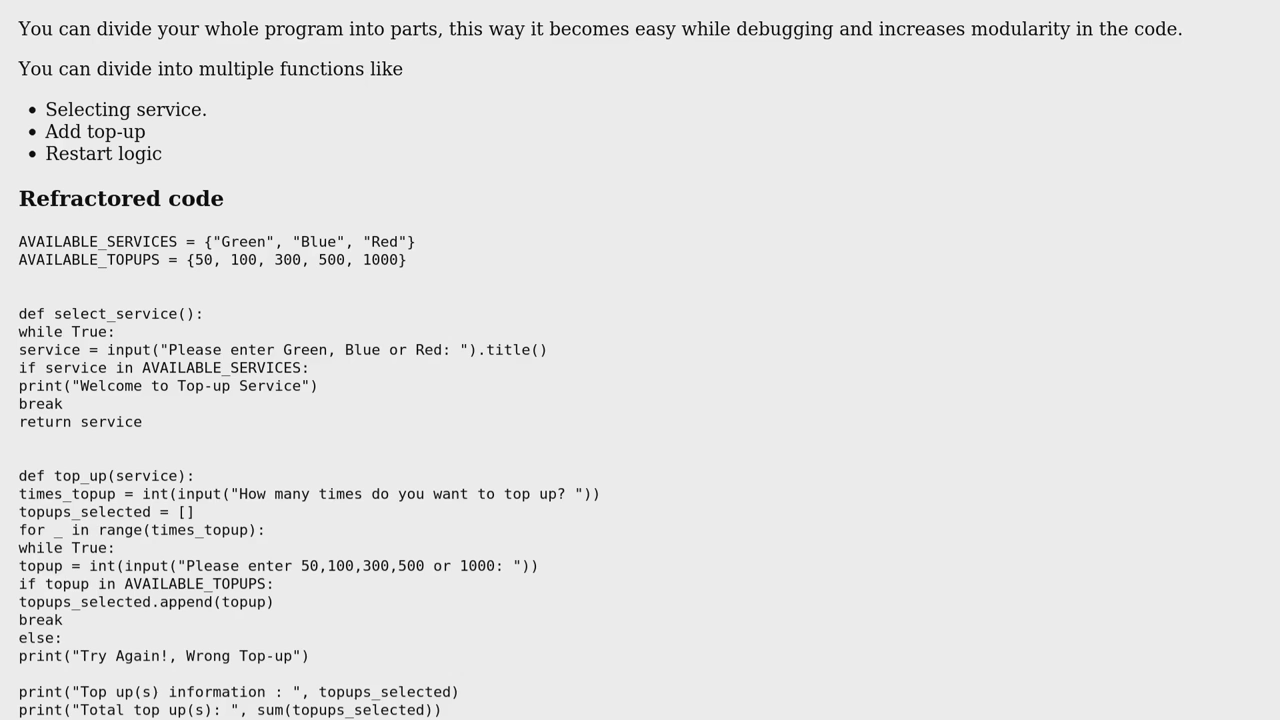 You can divide your whole program into parts, this way it becomes easy while debugging and increases modularity in the code.
You can divide into multiple functions like
• Selecting service.
• Add top-up
• Restart logic
Refractored code
AVAILABLE_SERVICES = {"Green", "Blue", "Red"}
AVAILABLE_TOPUPS = {50, 100, 300, 500, 1000}
def select_service():
while True:
service = input("Please enter Green, Blue or Red: ").title()
if service in AVAILABLE_SERVICES:
print("Welcome to Top-up Service")
break
return service
def top_up(service):
times_topup = int(input("How many times do you want to top up? "))
topups_selected = []
for _ in range(times_topup):
while True:
topup = int(input("Please enter 50,100,300,500 or 1000: "))
if topup in AVAILABLE_TOPUPS:
topups_selected.append(topup)
break
else:
print("Try Again!, Wrong Top-up")
print("Top up(s) information : ", topups_selected)
print("Total top up(s): ", sum(topups_selected))